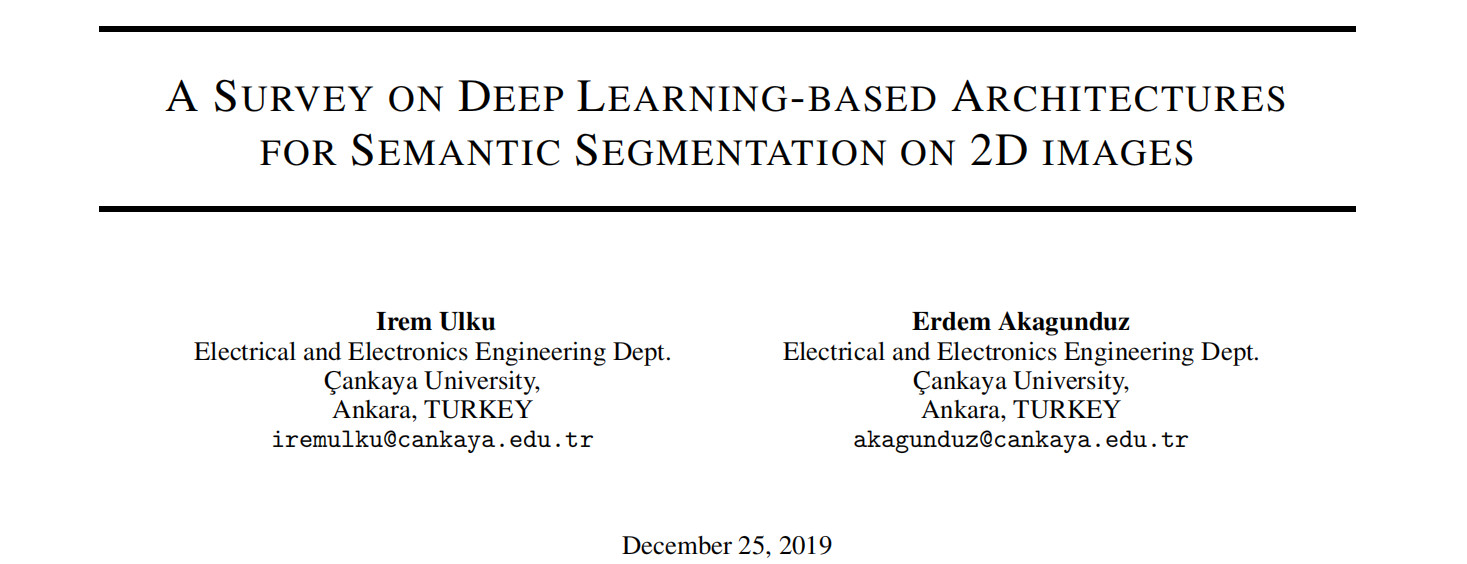 A SURVEY ON DEEP LEARNING-BASED ARCHITECTURES
FOR SEMANTIC SEGMENTATION ON 2D IMAGES
Irem Ulku
Electrical and Electronics Engineering Dept.
Çankaya University,
Ankara, TURKEY
iremulku@cankaya.edu.tr
Erdem Akagunduz
Electrical and Electronics Engineering Dept.
Çankaya University,
Ankara, TURKEY
akagunduz@cankaya.edu.tr
December 25, 2019